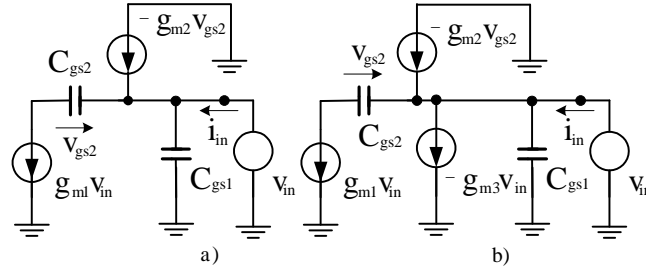 - g_m2 v_gs2
C_gs2
v_gs2
g_m1 v_in
C_gs1
i_in
v_in
a)
- g_m2 v_gs2
v_gs2
C_gs2
g_m1 v_in
- g_m3 v_in
C_gs1
i_in
v_in
b)